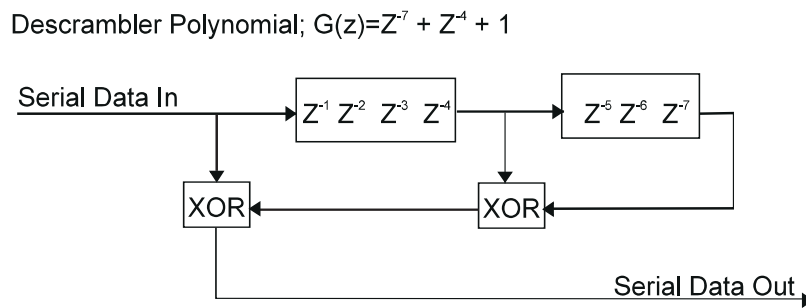 Descrambler Polynomial; G(z)=Z⁻⁷ + Z⁻⁴ + 1
Serial Data In
Z⁻¹ Z⁻² Z⁻³ Z⁻⁴
Z⁻⁵ Z⁻⁶ Z⁻⁷
XOR
XOR
Serial Data Out